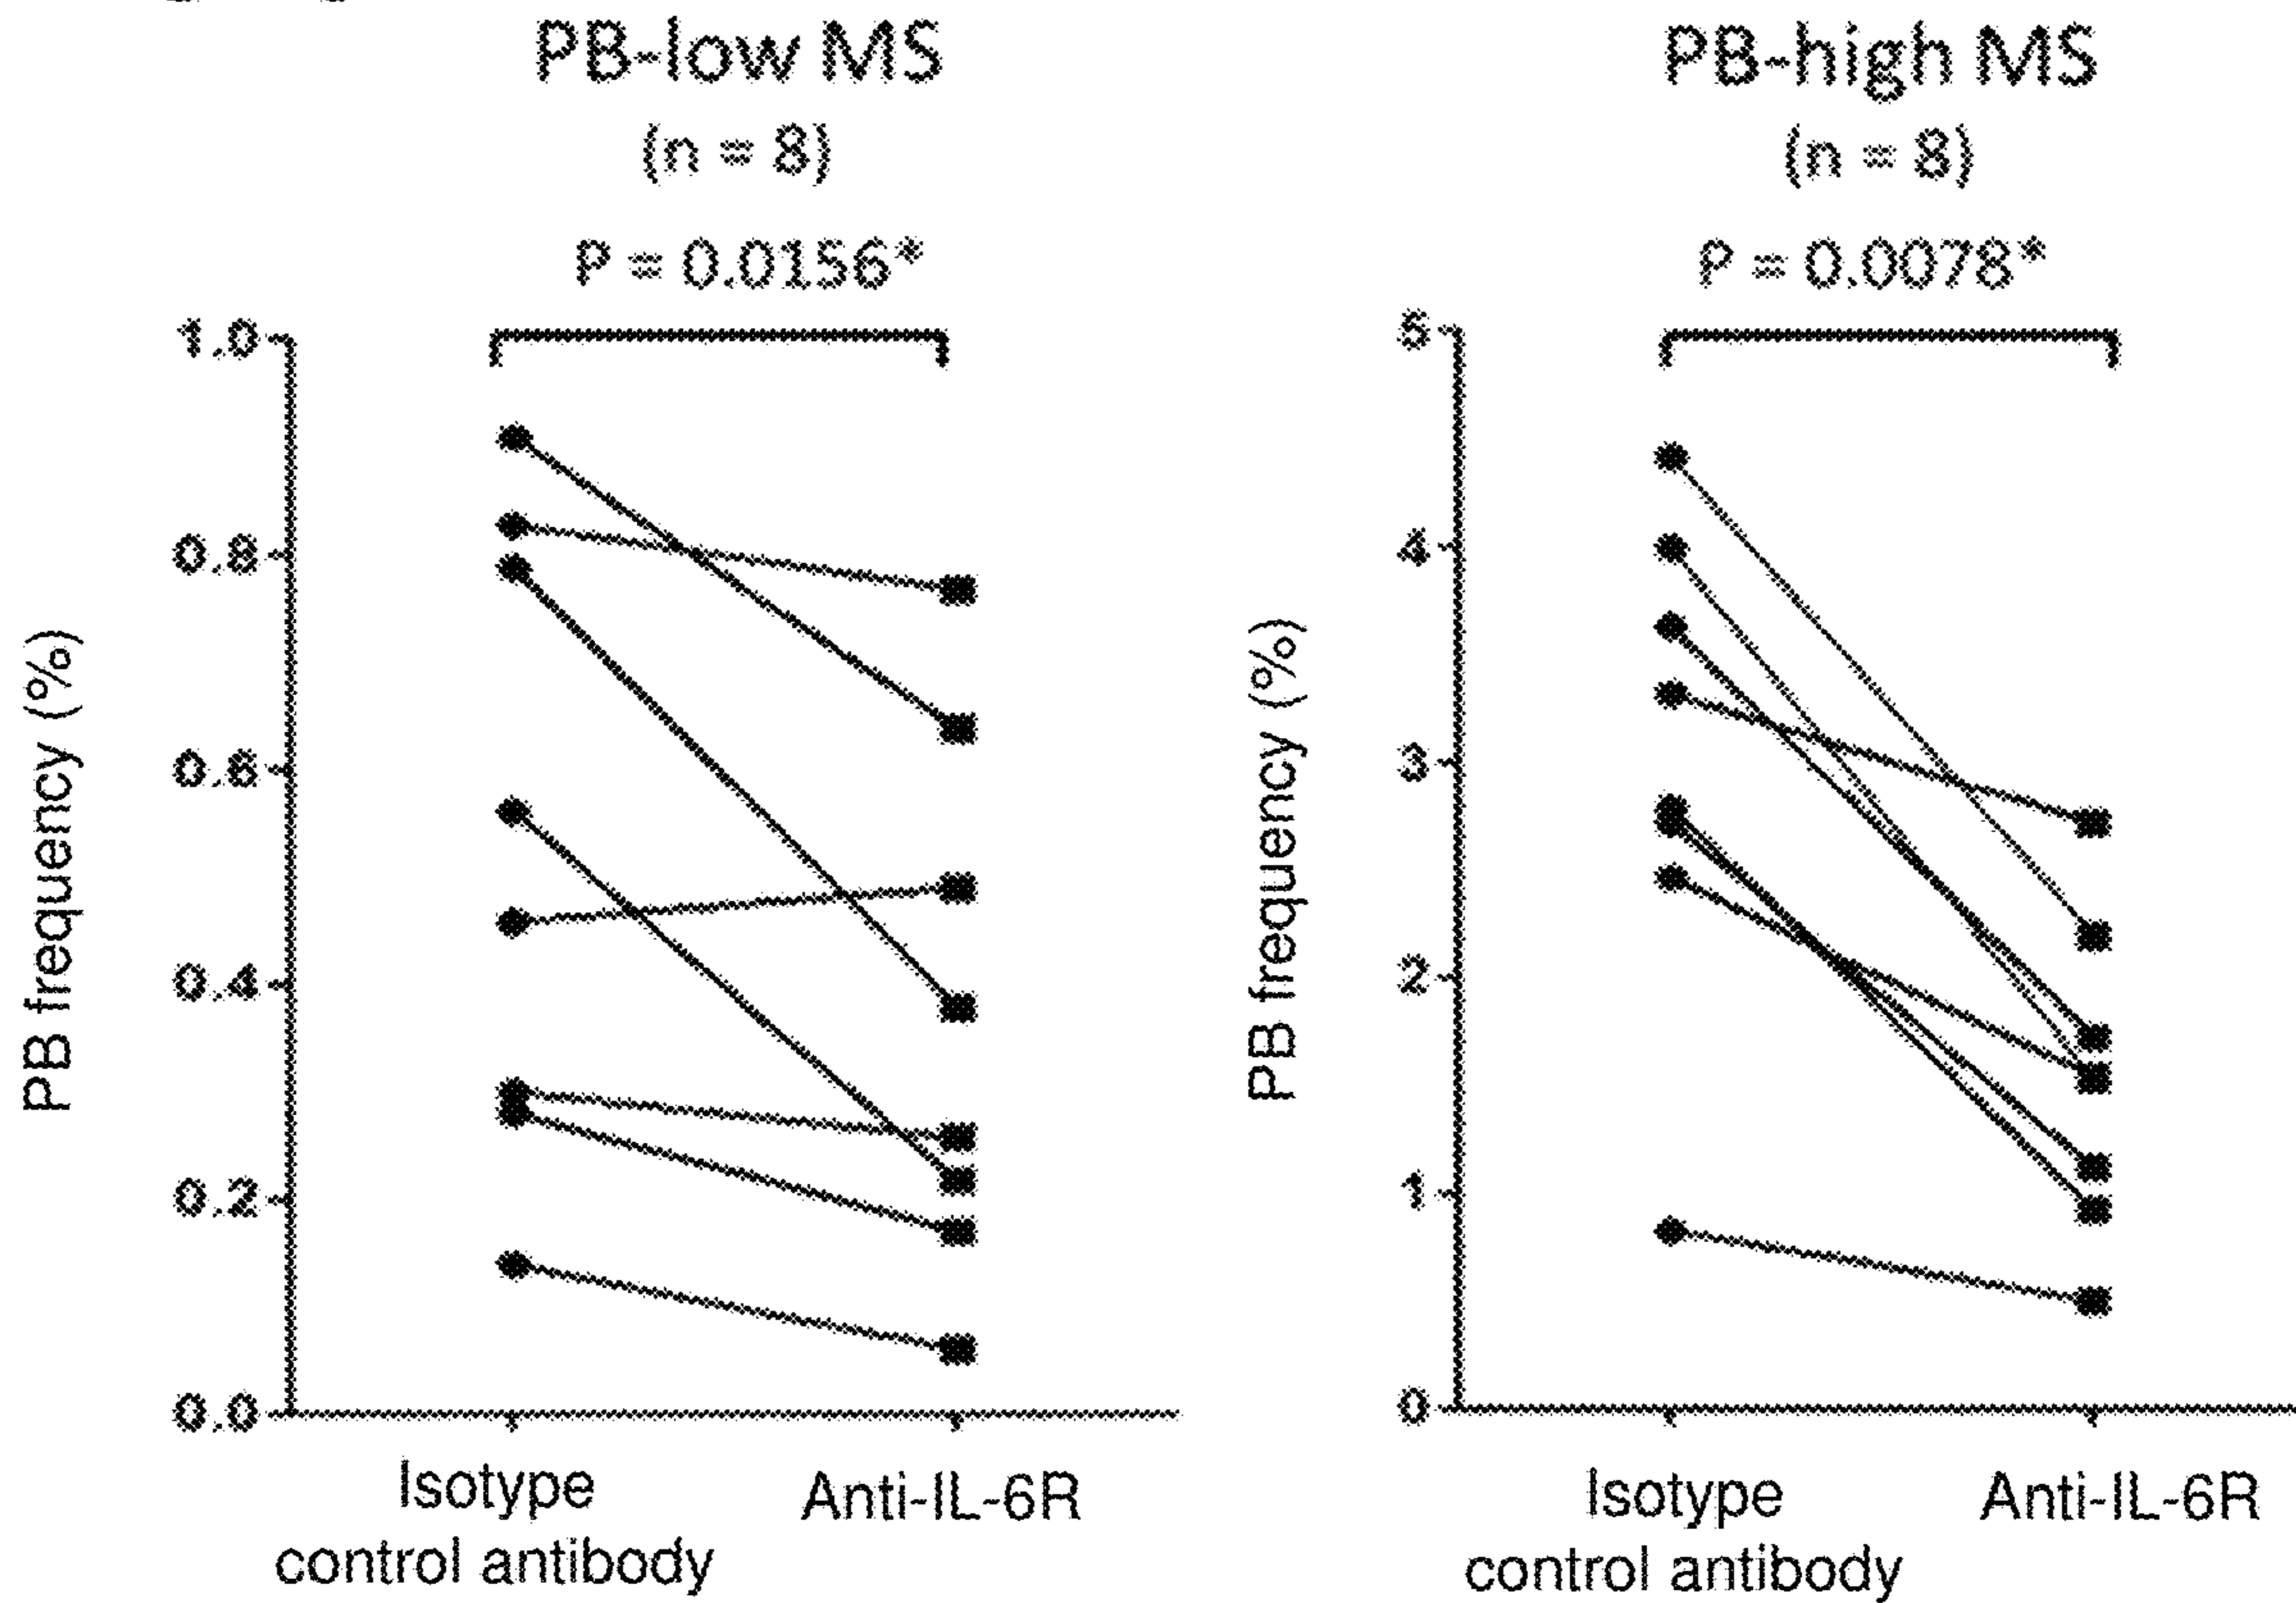 PB-low MS
(n = 8)
P = 0.0156*
1.0
0.8
0.6
0.4
0.2
0.0
PB frequency (%)
Isotype
control antibody
Anti-IL-6R
PB-high MS
(n = 8)
P = 0.0078*
5
4
3
2
1
0
PB frequency (%)
Isotype
control antibody
Anti-IL-6R